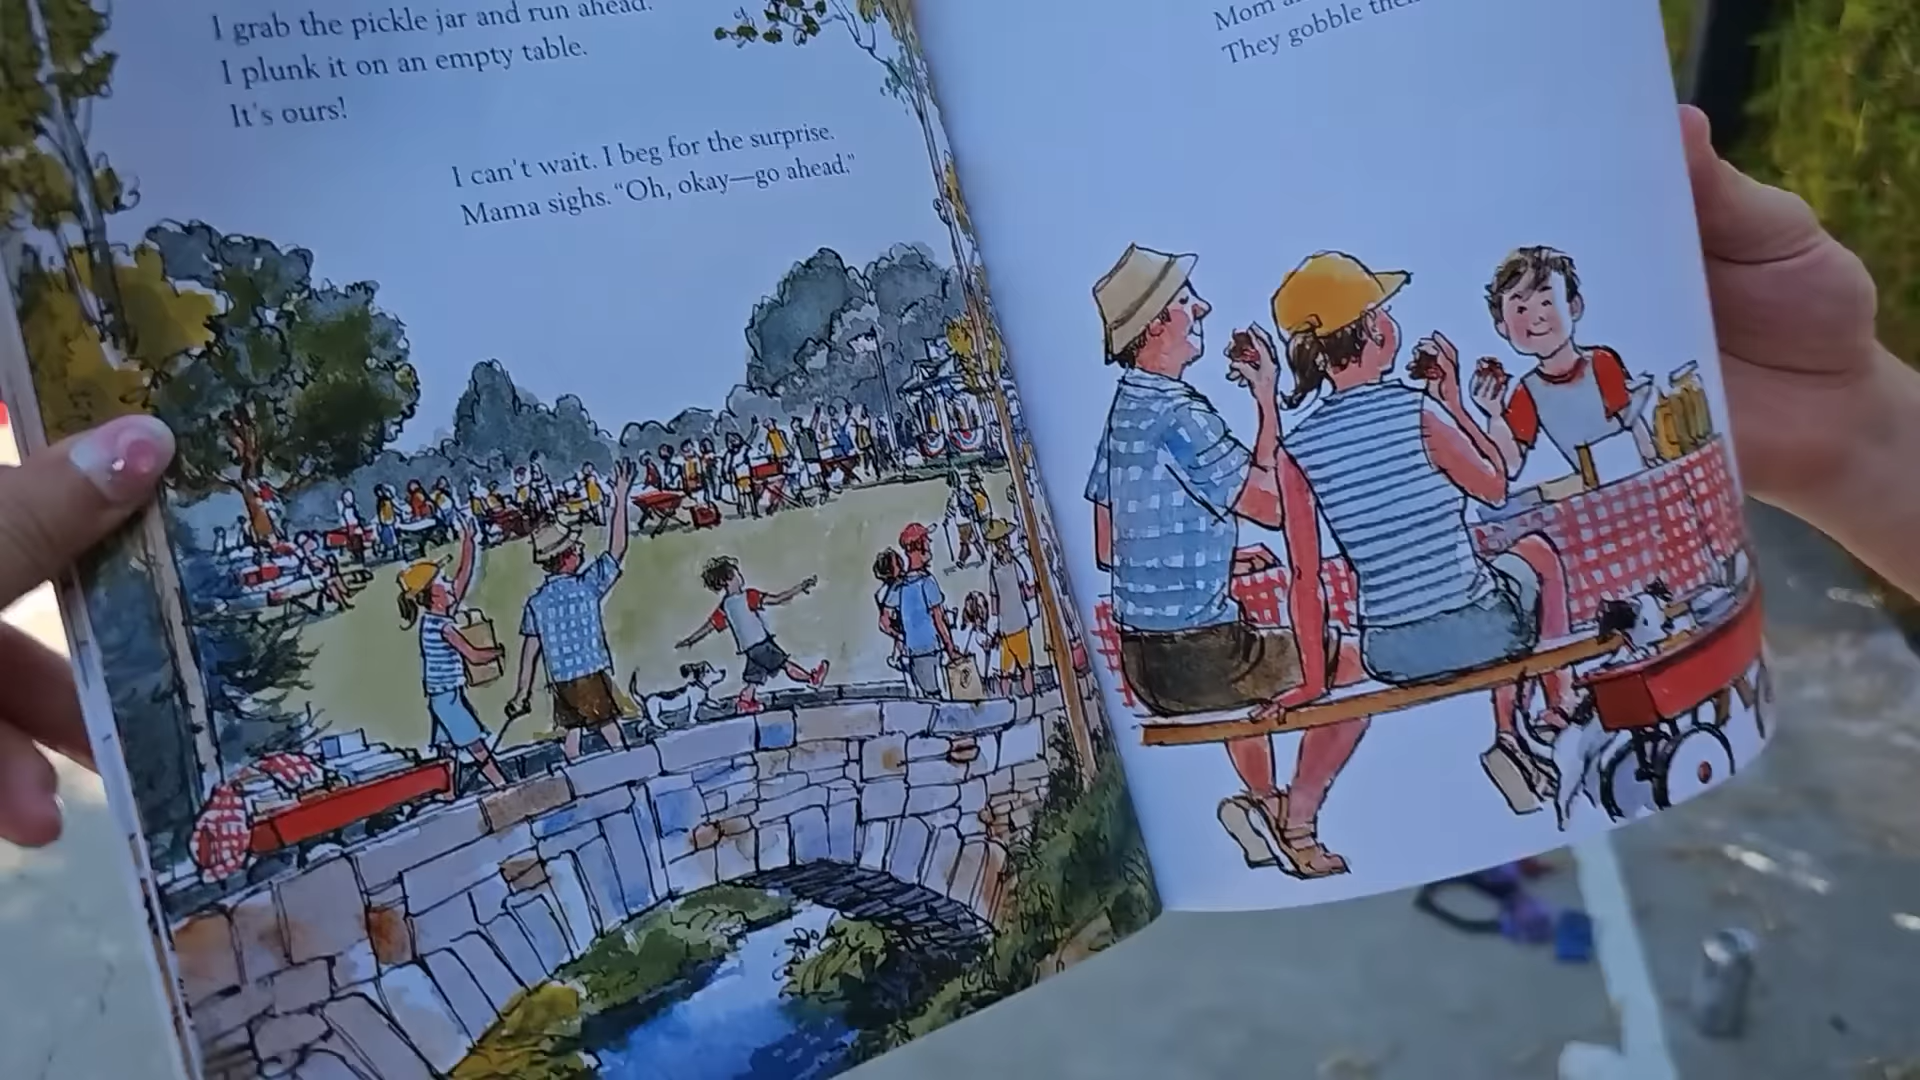 I grab the pickle jar and run ahead.
I plunk it on an empty table.
It's ours!
I can't wait. I beg for the surprise.
Mama sighs. “Oh, okay—go ahead.”
Mom
They gobble